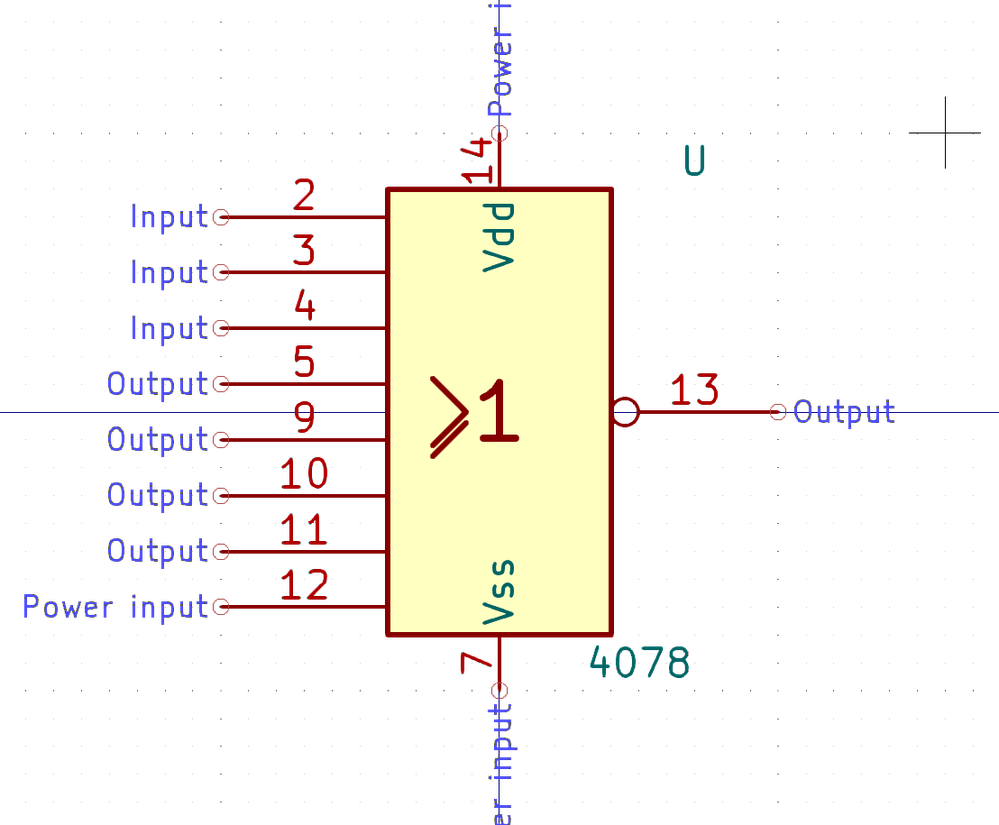 Power i
14
U
Vdd
Input 2
Input 3
Input 4
Output 5
≥1
13 Output
Output 9
Output 10
Output 11
Power input 12
Vss
7
4078
er input